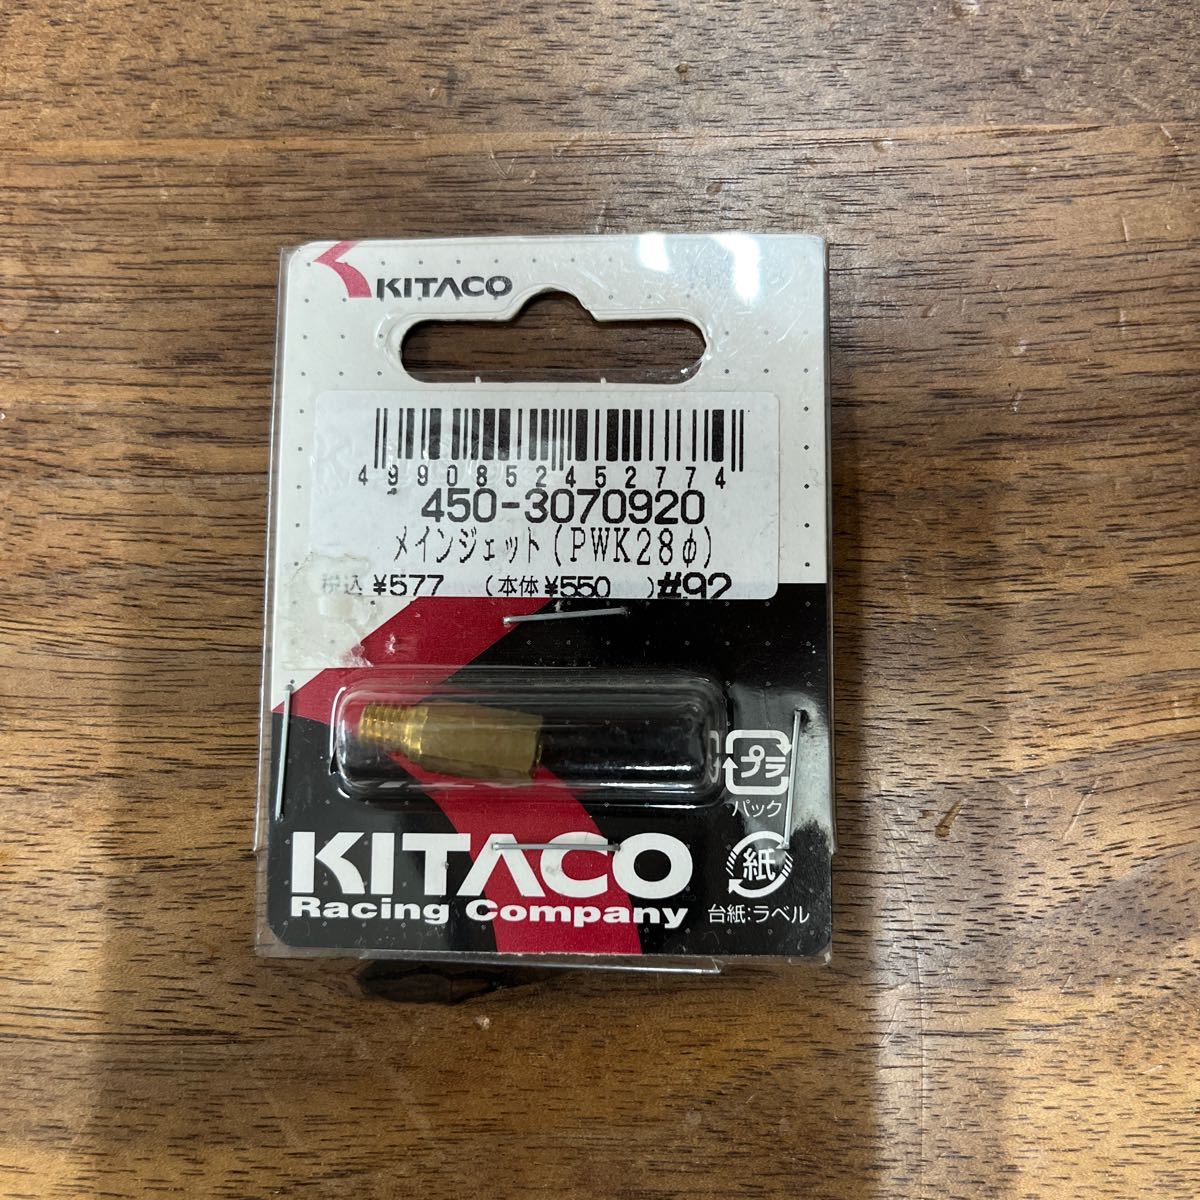 KITACO
4990852452774
450-3070920
メインジェット(PWK28φ)
税込 ¥577 (本体 ¥550 ) #92
プラ
パック
KITACO
Racing Company
紙
台紙:ラベル